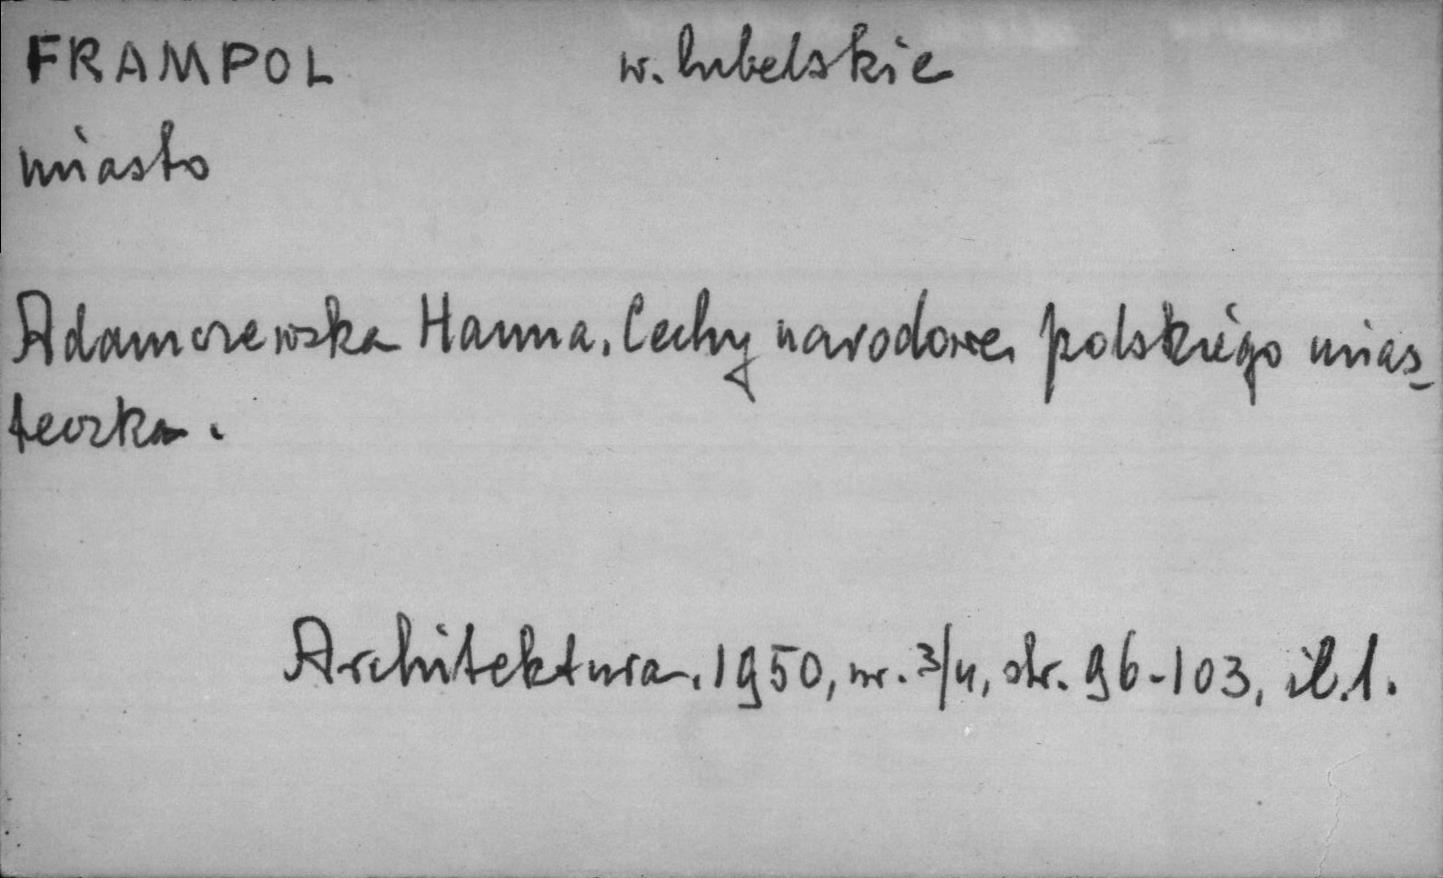 FRAMPOL w. lubelskie
miasto
Adamczewska Hanna. Cechy narodowe polskiego mias_
teczka.
Architektura. 1950, nr. 3/4, str. 96-103, il. 1.